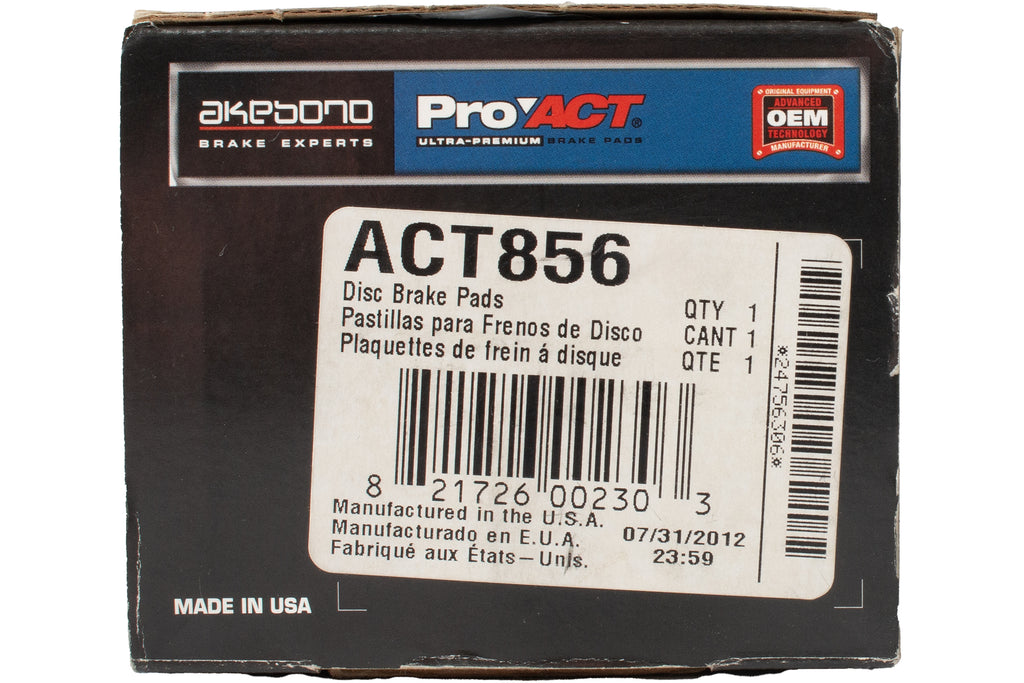 akebono
BRAKE EXPERTS
Pro'ACT®
ULTRA-PREMIUM BRAKE PADS
ORIGINAL EQUIPMENT
ADVANCED
OEM
TECHNOLOGY
MANUFACTURER
ACT856
Disc Brake Pads
Pastillas para Frenos de Disco
Plaquettes de frein á disque
QTY 1
CANT 1
QTE 1
*24756306*
8 21726 00230 3
Manufactured in the U.S.A.
Manufacturado en E.U.A.
Fabriqué aux États-Unis.
07/31/2012
23:59
MADE IN USA